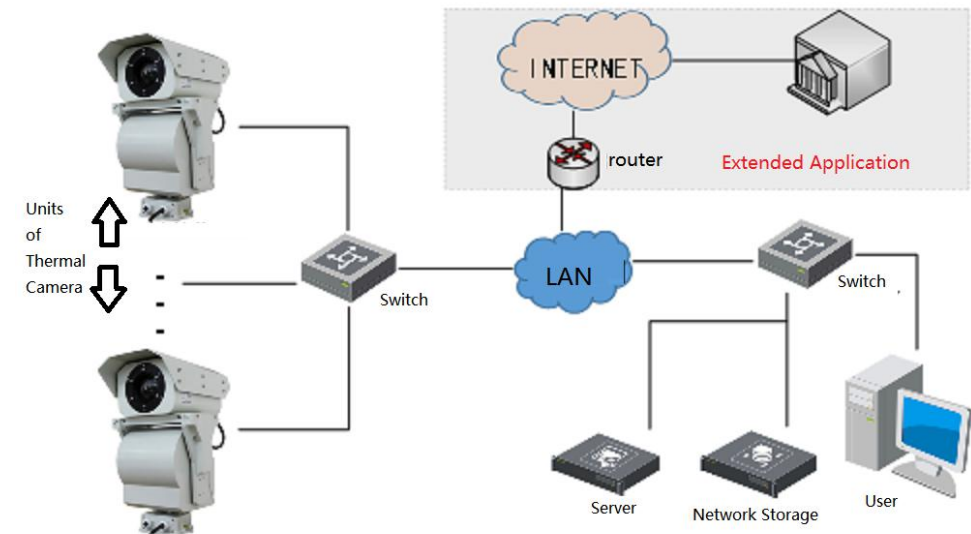 INTERNET
router
Extended Application
Units
of
Thermal
Camera
LAN
Switch
Switch
Server
Network Storage
User